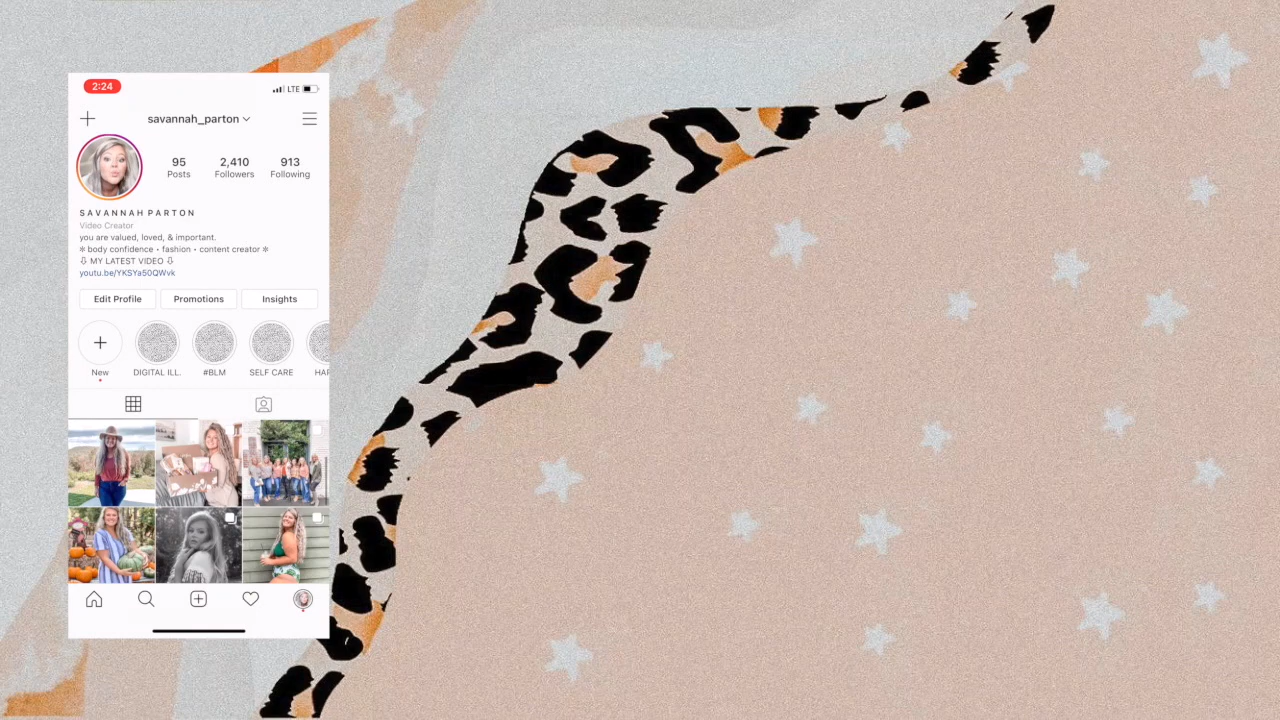 2:24
LTE
savannah_parton
95 2,410 913
Posts Followers Following
SAVANNAH PARTON
Video Creator
you are valued, loved, & important.
✼ body confidence • fashion • content creator ✼
⇩ MY LATEST VIDEO ⇩
youtu.be/YKSYa50QWvk
Edit Profile Promotions Insights
New DIGITAL ILL. #BLM SELF CARE HAP